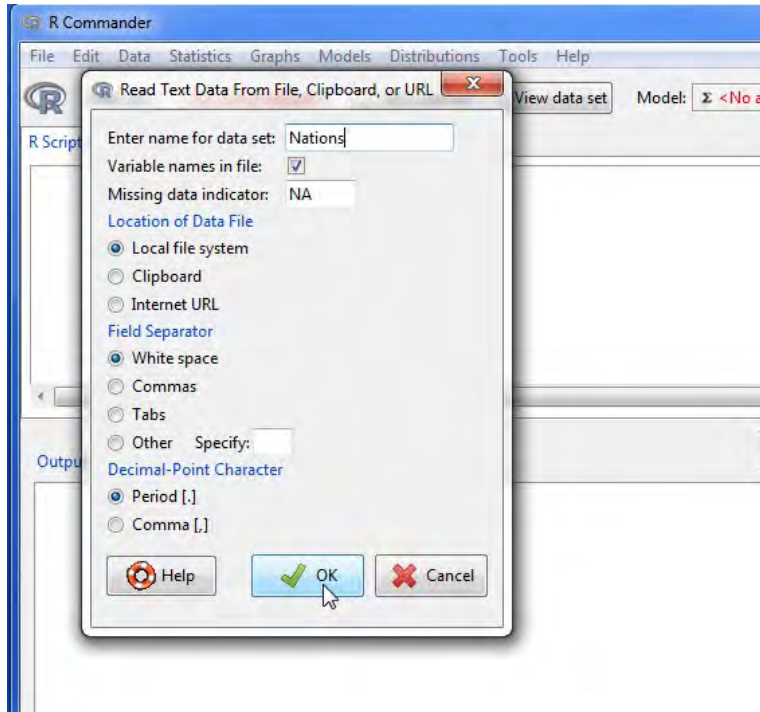 R Commander
File Edit Data Statistics Graphs Models Distributions Tools Help
Read Text Data From File, Clipboard, or URL
View data set Model: Σ <No a
R Script
Enter name for data set: Nations
Variable names in file:
Missing data indicator: NA
Location of Data File
Local file system
Clipboard
Internet URL
Field Separator
White space
Commas
Tabs
Other Specify:
Outpu
Decimal-Point Character
Period [.]
Comma [,]
Help OK Cancel